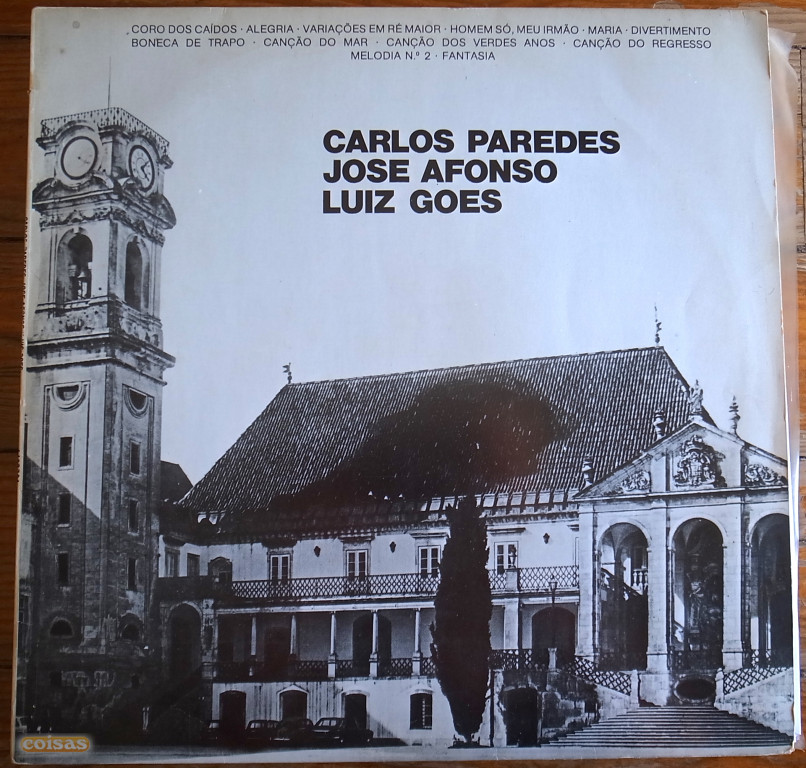 CORO DOS CAÍDOS · ALEGRIA · VARIAÇÕES EM RÉ MAIOR · HOMEM SÓ, MEU IRMÃO · MARIA · DIVERTIMENTO
BONECA DE TRAPO · CANÇÃO DO MAR · CANÇÃO DOS VERDES ANOS · CANÇÃO DO REGRESSO
MELODIA N.º 2 · FANTASIA
CARLOS PAREDES
JOSE AFONSO
LUIZ GOES
coisas